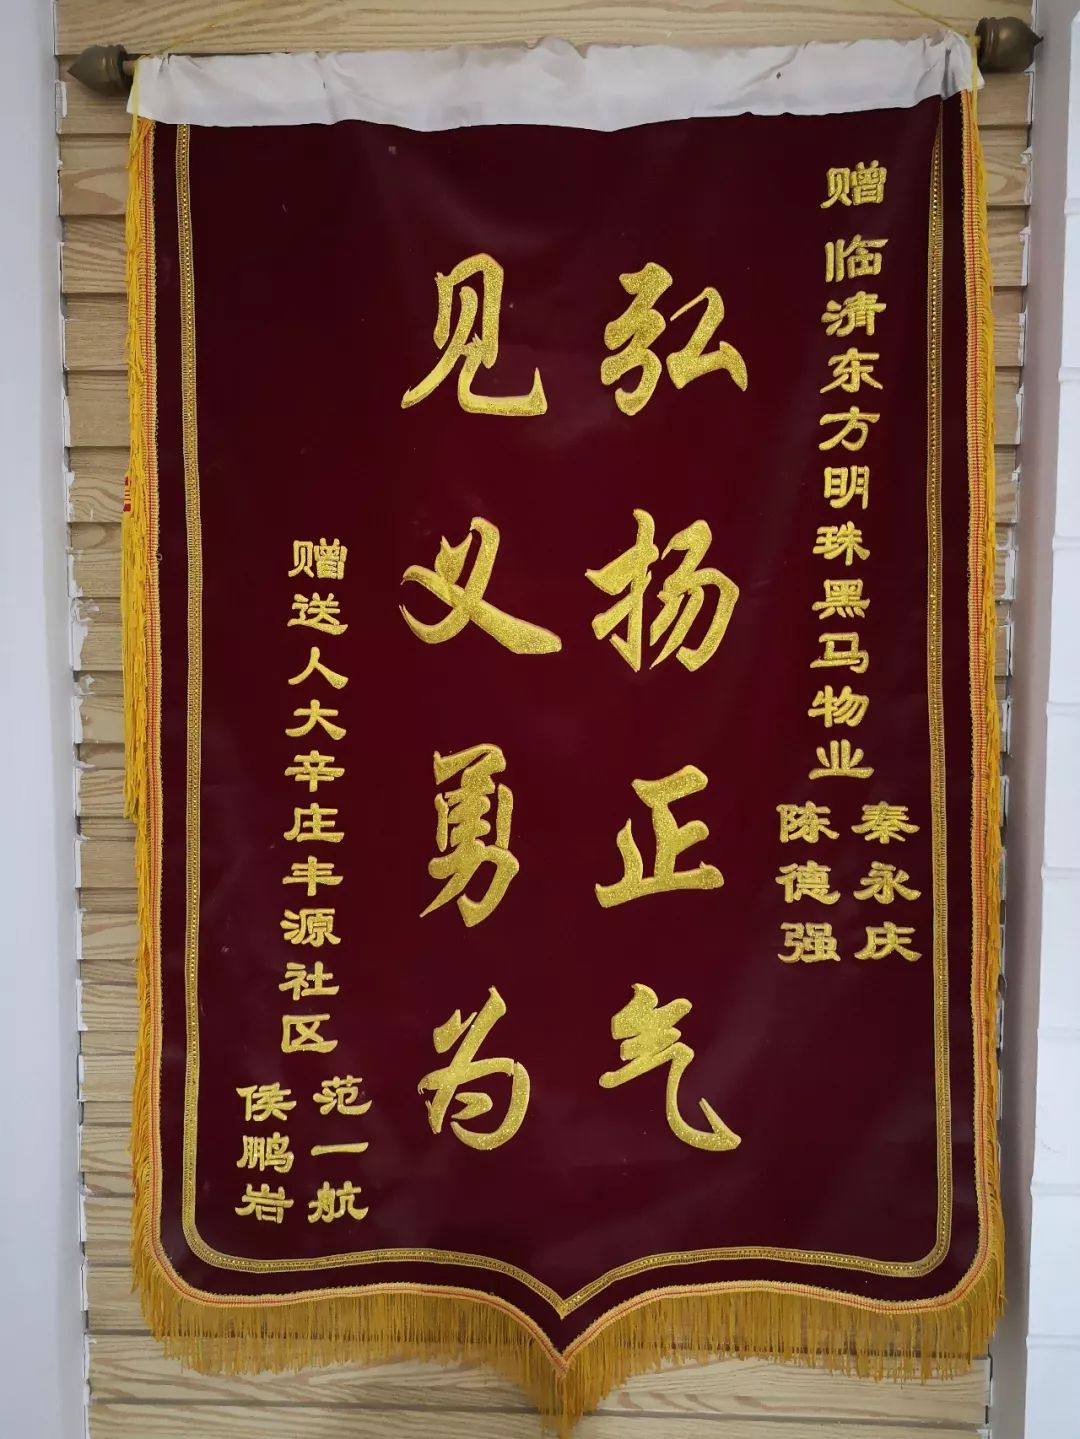 赠 临清东方明珠黑马物业
秦永庆
陈德强
弘扬正气
见义勇为
赠送人大辛庄丰源社区
范一航
侯鹏岩